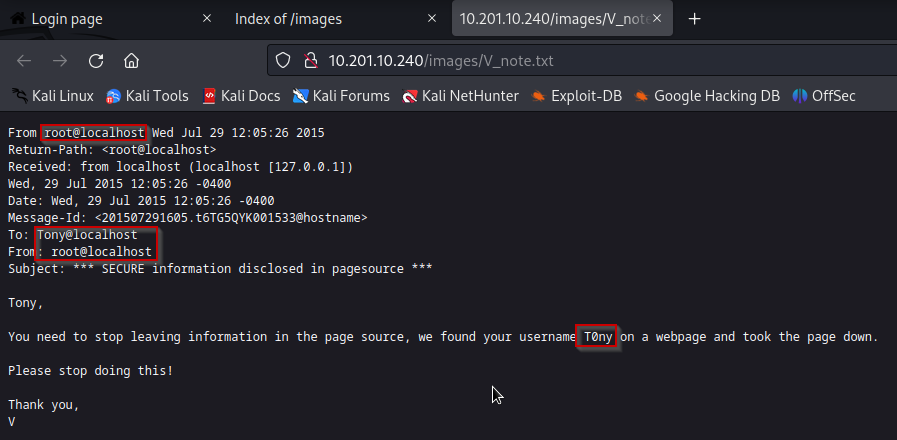 Login page
Index of /images
10.201.10.240/images/V_note
10.201.10.240/images/V_note.txt
Kali Linux Kali Tools Kali Docs Kali Forums Kali NetHunter Exploit-DB Google Hacking DB OffSec
From root@localhost Wed Jul 29 12:05:26 2015
Return-Path: <root@localhost>
Received: from localhost (localhost [127.0.0.1])
Wed, 29 Jul 2015 12:05:26 -0400
Date: Wed, 29 Jul 2015 12:05:26 -0400
Message-Id: <201507291605.t6TG5QYK001533@hostname>
To: Tony@localhost
From: root@localhost
Subject: *** SECURE information disclosed in pagesource ***
Tony,
You need to stop leaving information in the page source, we found your username T0ny on a webpage and took the page down.
Please stop doing this!
Thank you,
V